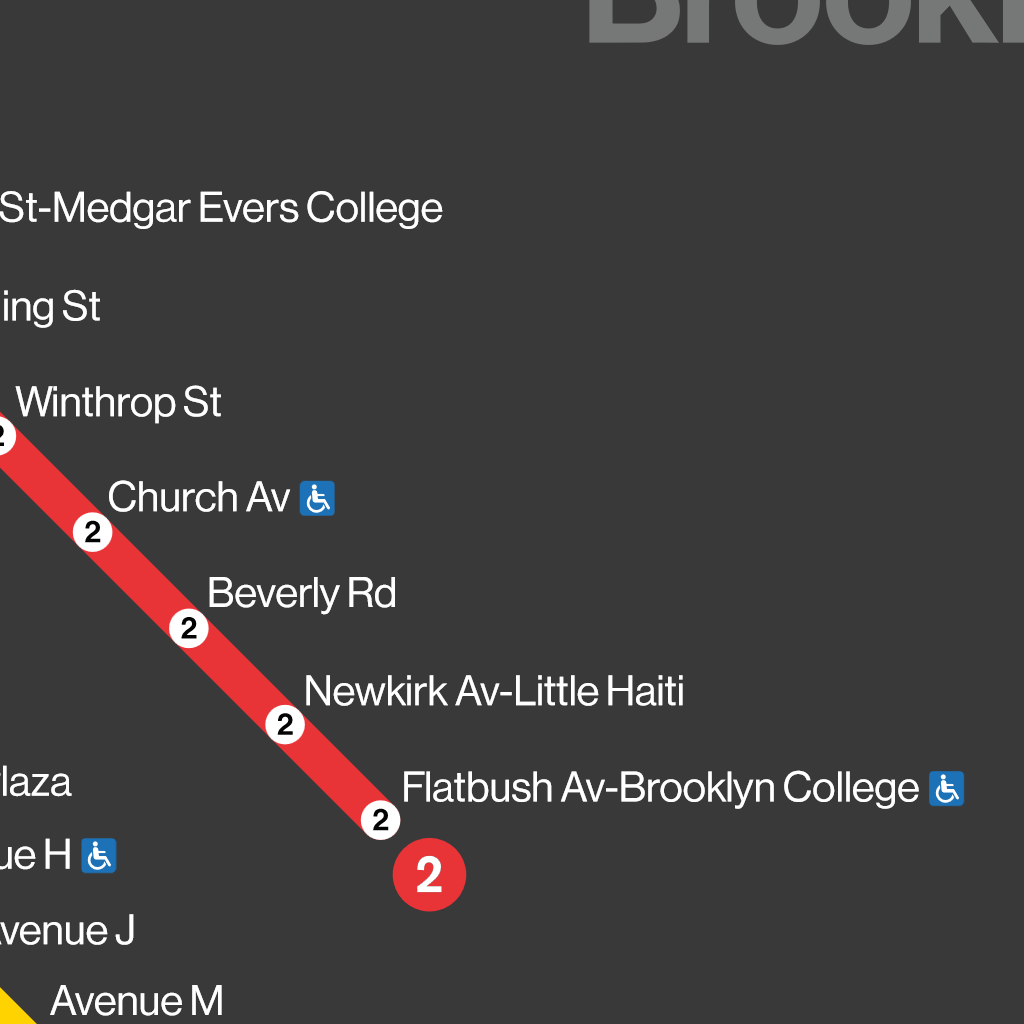 St-Medgar Evers College
ing St
Winthrop St
2
Church Av
2
Beverly Rd
2
Newkirk Av-Little Haiti
2
laza
Flatbush Av-Brooklyn College
2
ue H
2
venue J
Avenue M